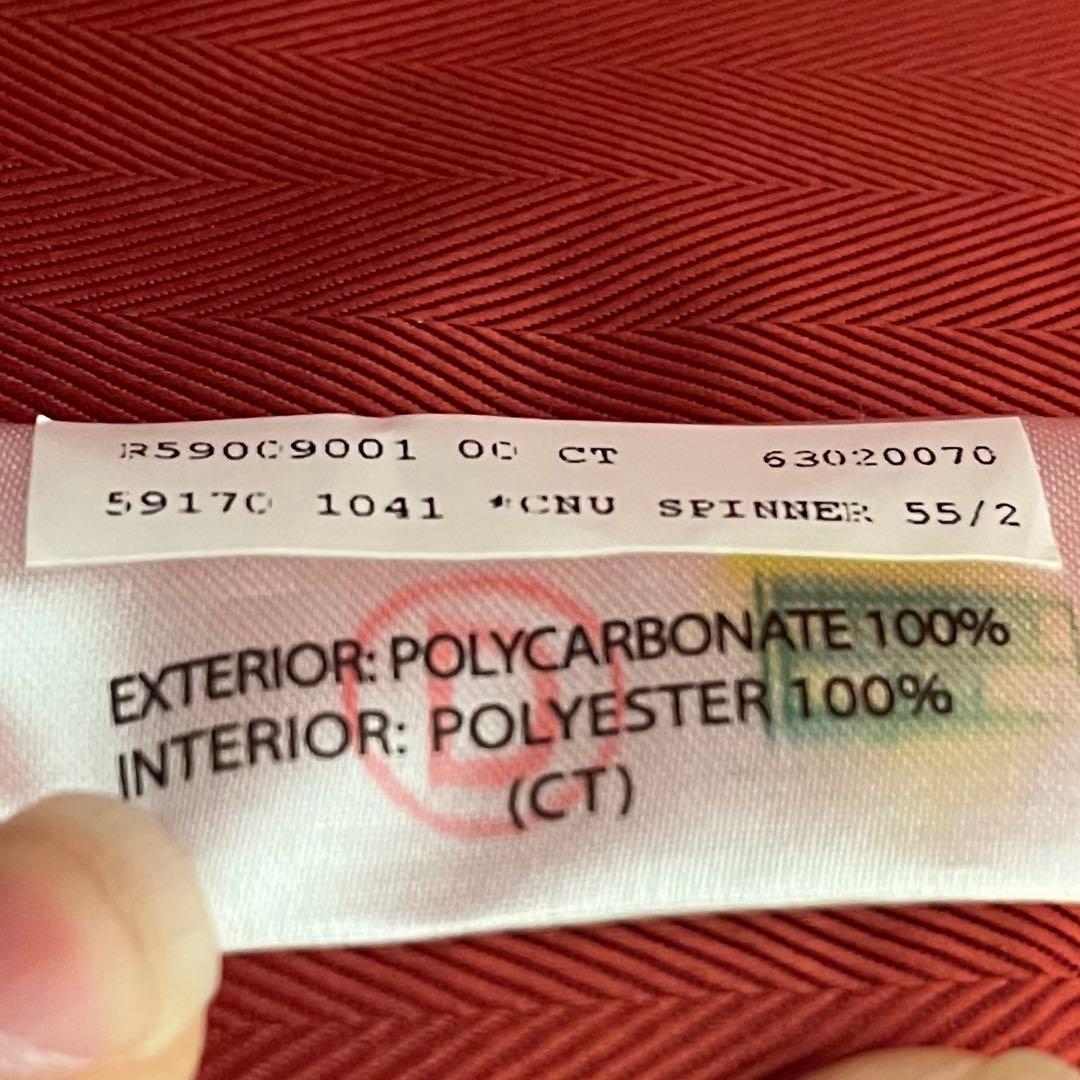 R59009001 00 CT 63020070
59170 1041 *CNU SPINNER 55/2
EXTERIOR: POLYCARBONATE 100%
INTERIOR: POLYESTER 100%
(CT)